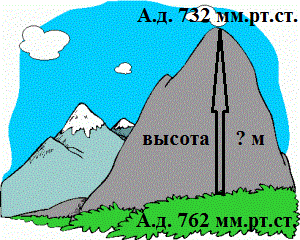 А.д. 732 мм.рт.ст.
высота ? м
А.д. 762 мм.рт.ст.